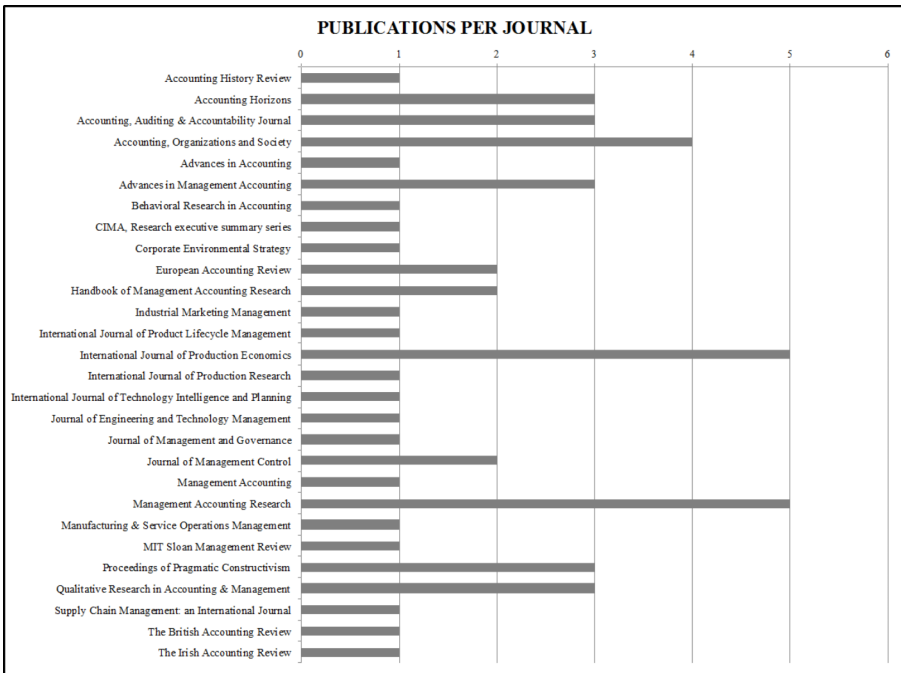 PUBLICATIONS PER JOURNAL
0 1 2 3 4 5 6
Accounting History Review
Accounting Horizons
Accounting, Auditing & Accountability Journal
Accounting, Organizations and Society
Advances in Accounting
Advances in Management Accounting
Behavioral Research in Accounting
CIMA, Research executive summary series
Corporate Environmental Strategy
European Accounting Review
Handbook of Management Accounting Research
Industrial Marketing Management
International Journal of Product Lifecycle Management
International Journal of Production Economics
International Journal of Production Research
International Journal of Technology Intelligence and Planning
Journal of Engineering and Technology Management
Journal of Management and Governance
Journal of Management Control
Management Accounting
Management Accounting Research
Manufacturing & Service Operations Management
MIT Sloan Management Review
Proceedings of Pragmatic Constructivism
Qualitative Research in Accounting & Management
Supply Chain Management: an International Journal
The British Accounting Review
The Irish Accounting Review